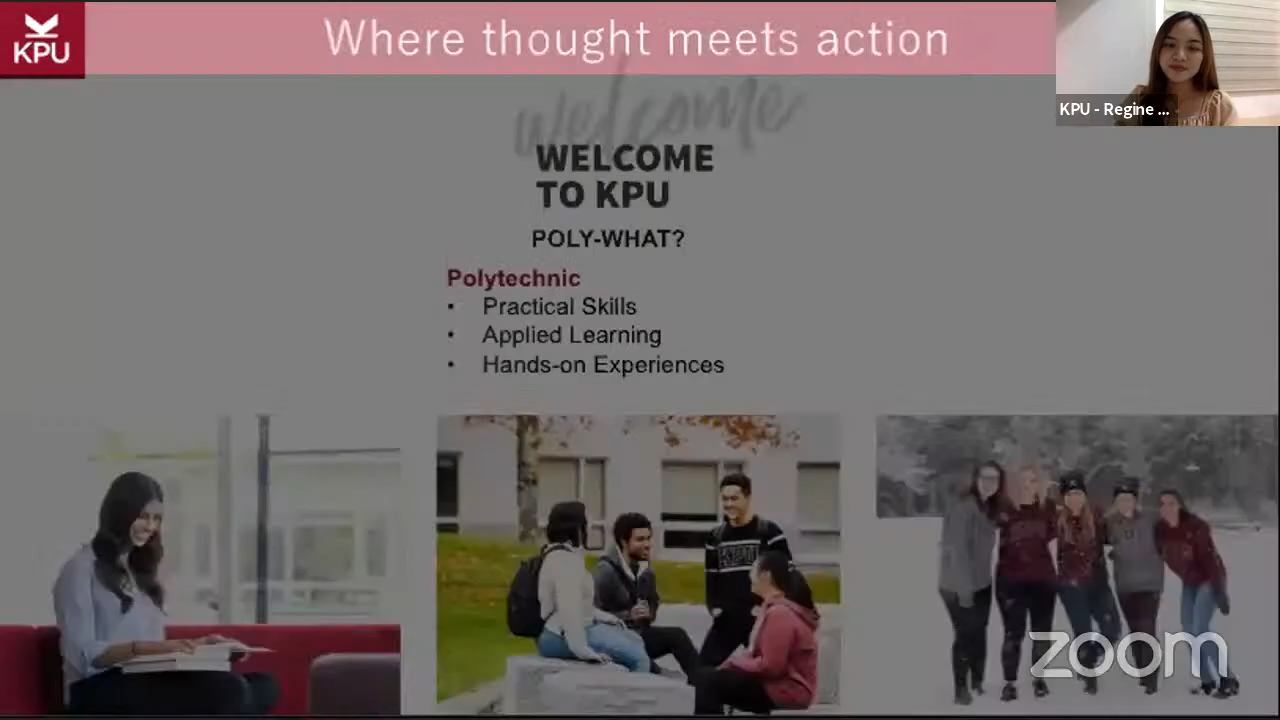 KPU
Where thought meets action
KPU - Regine ...
welcome
WELCOME
TO KPU
POLY-WHAT?
Polytechnic
• Practical Skills
• Applied Learning
• Hands-on Experiences
zoom